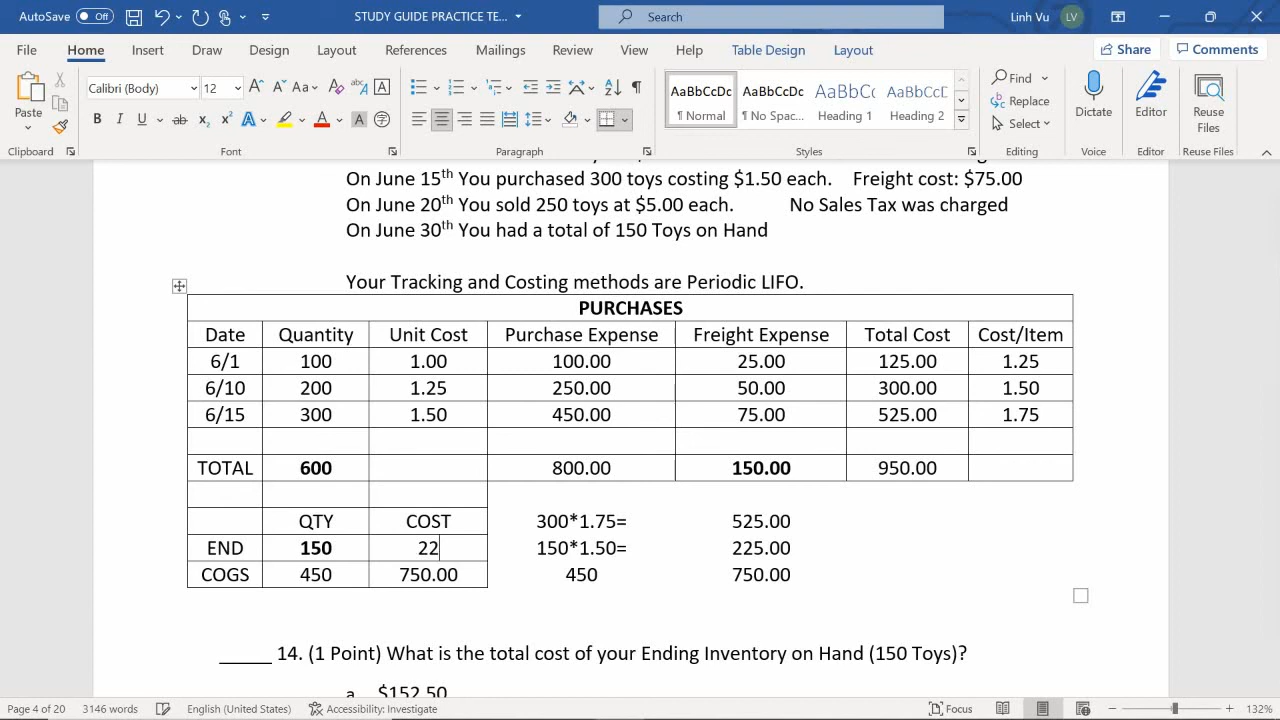 AutoSave Off STUDY GUIDE PRACTICE TE... Search Linh Vu LV
File Home Insert Draw Design Layout References Mailings Review View Help Table Design Layout Share Comments
Paste Calibri (Body) 12 AaBbCcDc AaBbCcDc AaBbCc AaBbCcD Find Replace Select Dictate Editor Reuse Files
¶ Normal ¶ No Spac... Heading 1 Heading 2
Clipboard Font Paragraph Styles Editing Voice Editor Reuse Files
On June 15th You purchased 300 toys costing $1.50 each. Freight cost: $75.00
On June 20th You sold 250 toys at $5.00 each. No Sales Tax was charged
On June 30th You had a total of 150 Toys on Hand
Your Tracking and Costing methods are Periodic LIFO.
PURCHASES
Date Quantity Unit Cost Purchase Expense Freight Expense Total Cost Cost/Item
6/1 100 1.00 100.00 25.00 125.00 1.25
6/10 200 1.25 250.00 50.00 300.00 1.50
6/15 300 1.50 450.00 75.00 525.00 1.75
TOTAL 600 800.00 150.00 950.00
QTY COST 300*1.75= 525.00
END 150 22 150*1.50= 225.00
COGS 450 750.00 450 750.00
_____ 14. (1 Point) What is the total cost of your Ending Inventory on Hand (150 Toys)?
a. $152.50
Page 4 of 20 3146 words English (United States) Accessibility: Investigate Focus 132%